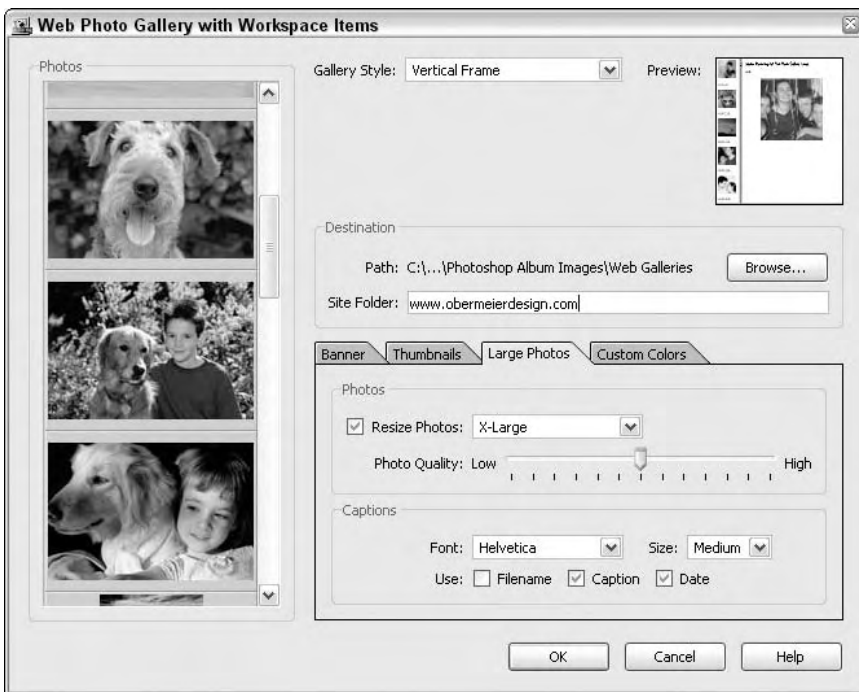 Web Photo Gallery with Workspace Items
Photos
Gallery Style: Vertical Frame
Preview:
Destination
Path: C:\...\Photoshop Album Images\Web Galleries Browse...
Site Folder: www.obermeierdesign.com
Banner Thumbnails Large Photos Custom Colors
Photos
Resize Photos: X-Large
Photo Quality: Low High
Captions
Font: Helvetica Size: Medium
Use: Filename Caption Date
OK Cancel Help